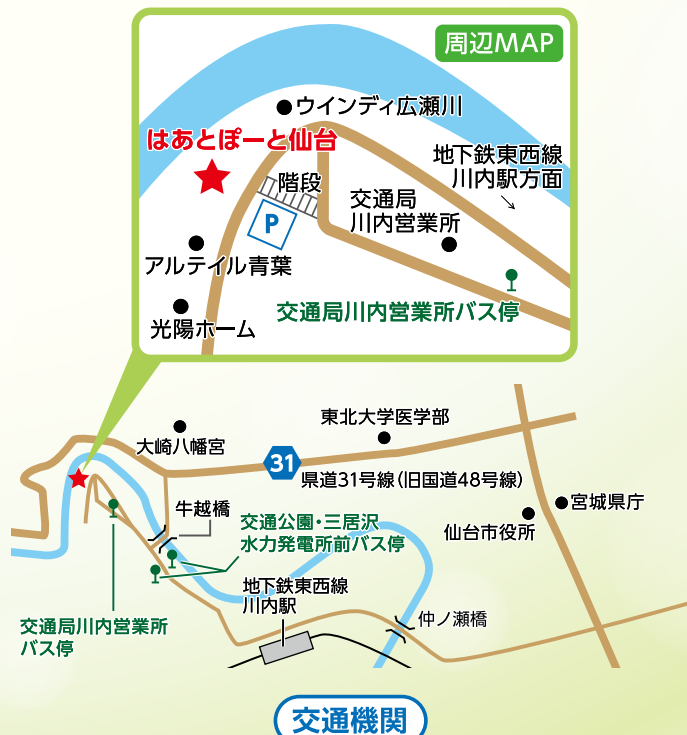 周辺MAP
ウインディ広瀬川
はあとぽーと仙台
地下鉄東西線
川内駅方面
階段
交通局
川内営業所
P
アルテイル青葉
交通局川内営業所バス停
光陽ホーム
東北大学医学部
大崎八幡宮
31
県道31号線(旧国道48号線)
牛越橋
宮城県庁
仙台市役所
交通公園・三居沢
水力発電所前バス停
地下鉄東西線
川内駅
仲ノ瀬橋
交通局川内営業所
バス停
交通機関